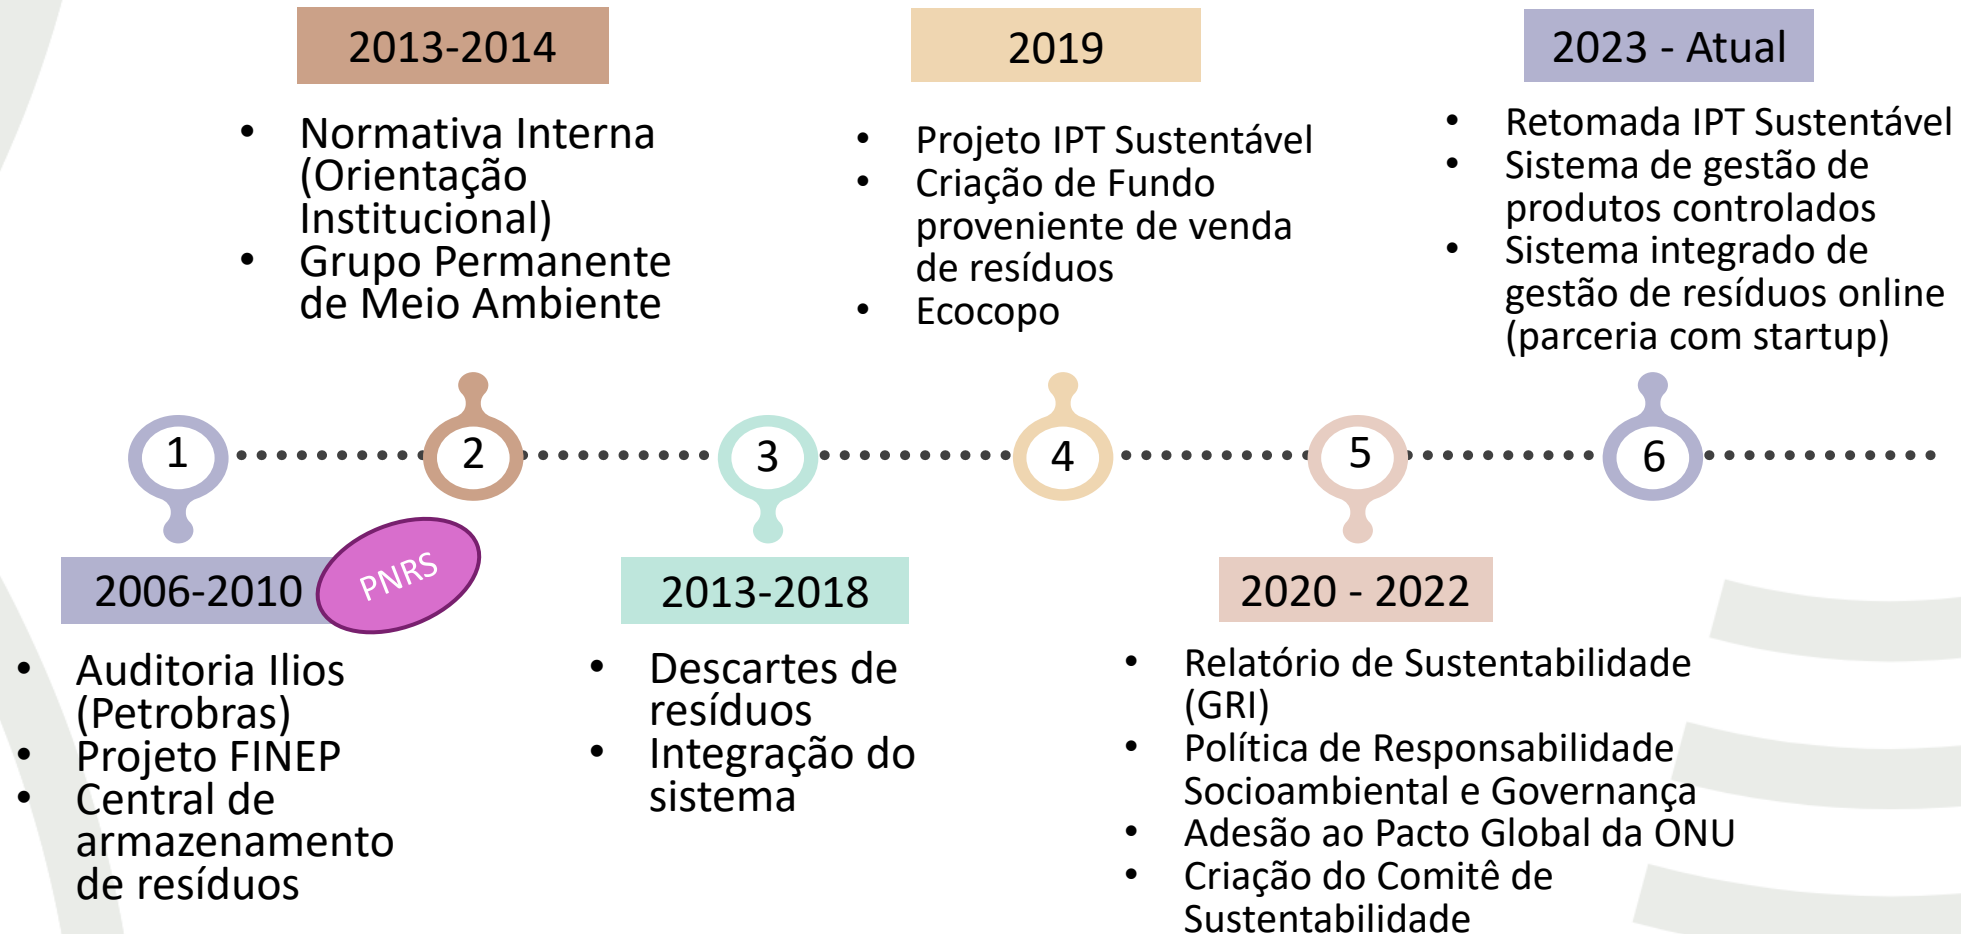 2013-2014
• Normativa Interna
(Orientação
Institucional)
• Grupo Permanente
de Meio Ambiente
2019
• Projeto IPT Sustentável
• Criação de Fundo
proveniente de venda
de resíduos
• Ecocopo
2023 - Atual
• Retomada IPT Sustentável
• Sistema de gestão de
produtos controlados
• Sistema integrado de
gestão de resíduos online
(parceria com startup)
1
2
3
4
5
6
2006-2010
PNRS
• Auditoria Ilios
(Petrobras)
• Projeto FINEP
• Central de
armazenamento
de resíduos
2013-2018
• Descartes de
resíduos
• Integração do
sistema
2020 - 2022
• Relatório de Sustentabilidade
(GRI)
• Política de Responsabilidade
Socioambiental e Governança
• Adesão ao Pacto Global da ONU
• Criação do Comitê de
Sustentabilidade